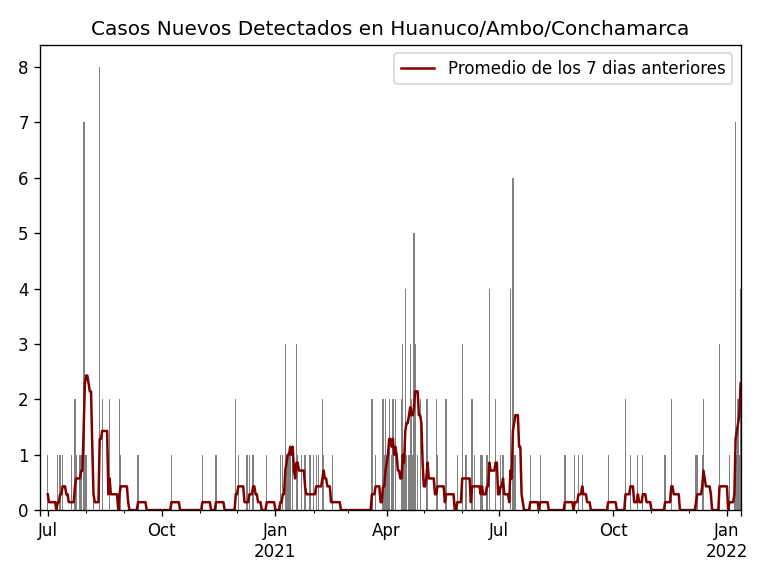 Casos Nuevos Detectados en Huanuco/Ambo/Conchamarca
Promedio de los 7 dias anteriores
8
7
6
5
4
3
2
1
0
Jul
Oct
Jan
2021
Apr
Jul
Oct
Jan
2022